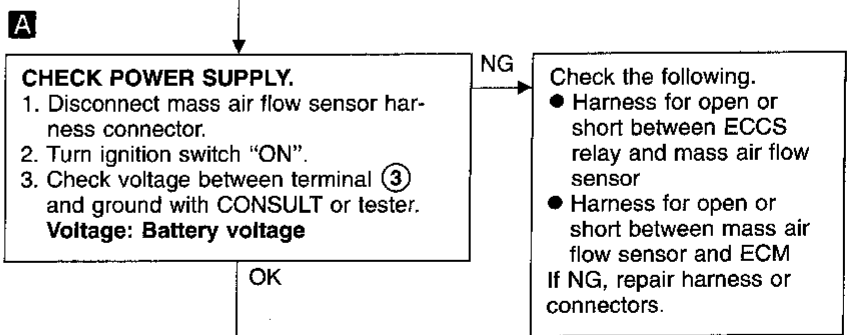 A
CHECK POWER SUPPLY.
1. Disconnect mass air flow sensor har-
ness connector.
2. Turn ignition switch “ON”.
3. Check voltage between terminal ③
and ground with CONSULT or tester.
Voltage: Battery voltage
OK
NG
Check the following.
● Harness for open or
short between ECCS
relay and mass air flow
sensor
● Harness for open or
short between mass air
flow sensor and ECM
If NG, repair harness or
connectors.